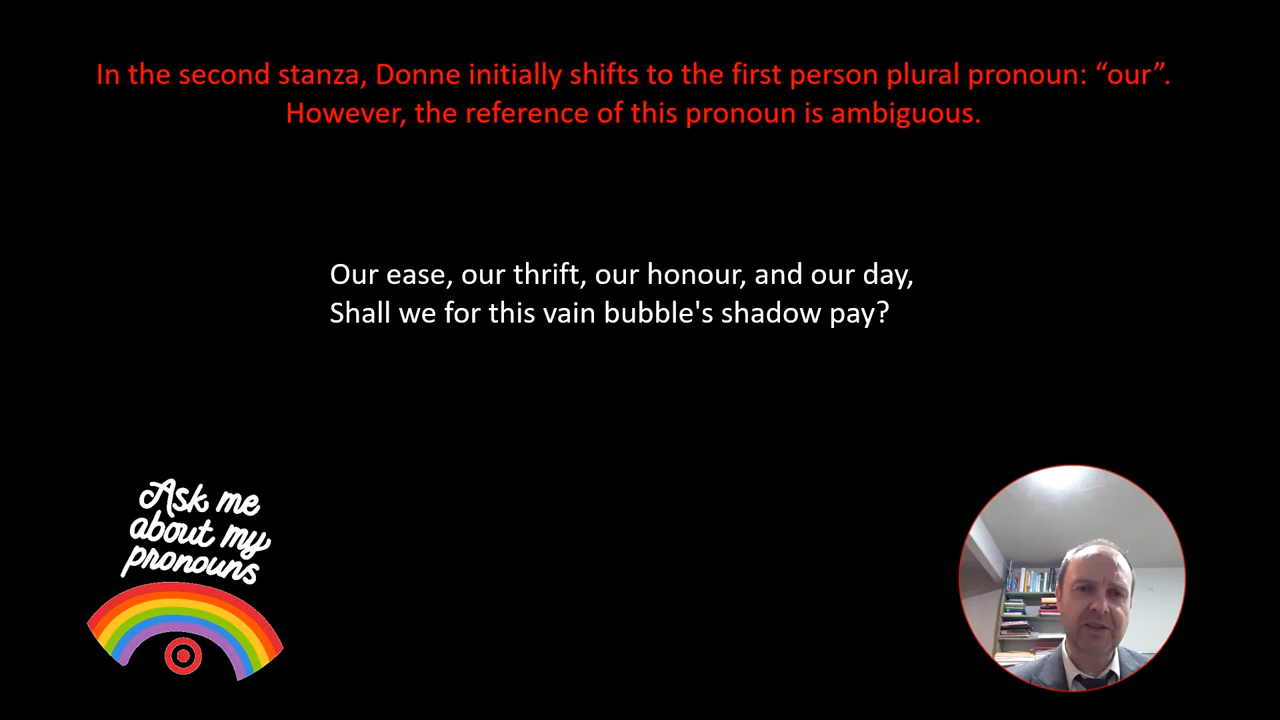 In the second stanza, Donne initially shifts to the first person plural pronoun: “our”.
However, the reference of this pronoun is ambiguous.
Our ease, our thrift, our honour, and our day,
Shall we for this vain bubble's shadow pay?
Ask me
about my
pronouns